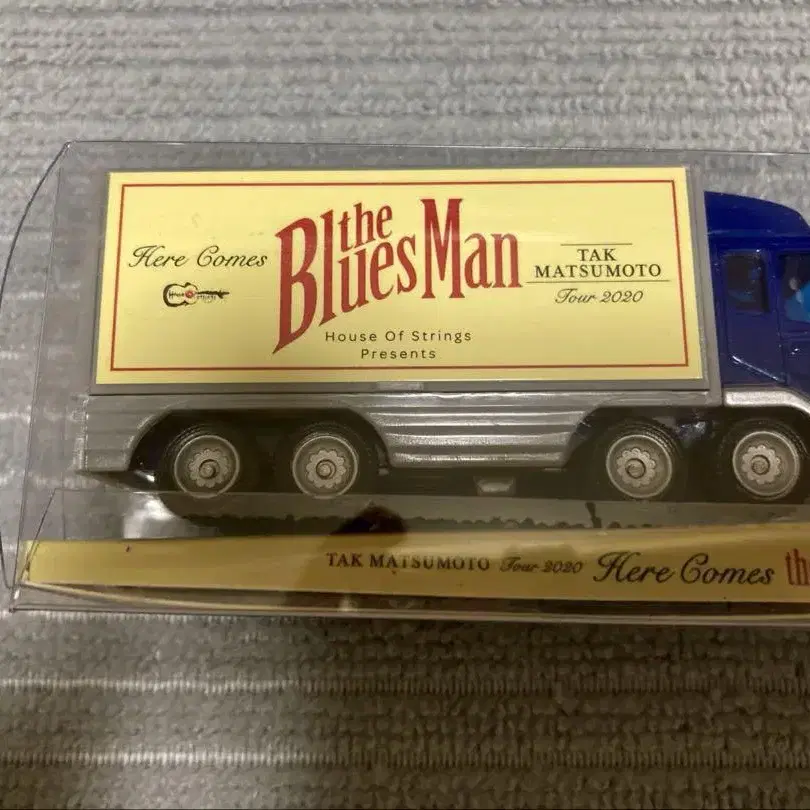 Here Comes
the
Blues Man
TAK
MATSUMOTO
Tour 2020
House Of Strings
Presents
TAK MATSUMOTO Tour 2020 Here Comes th